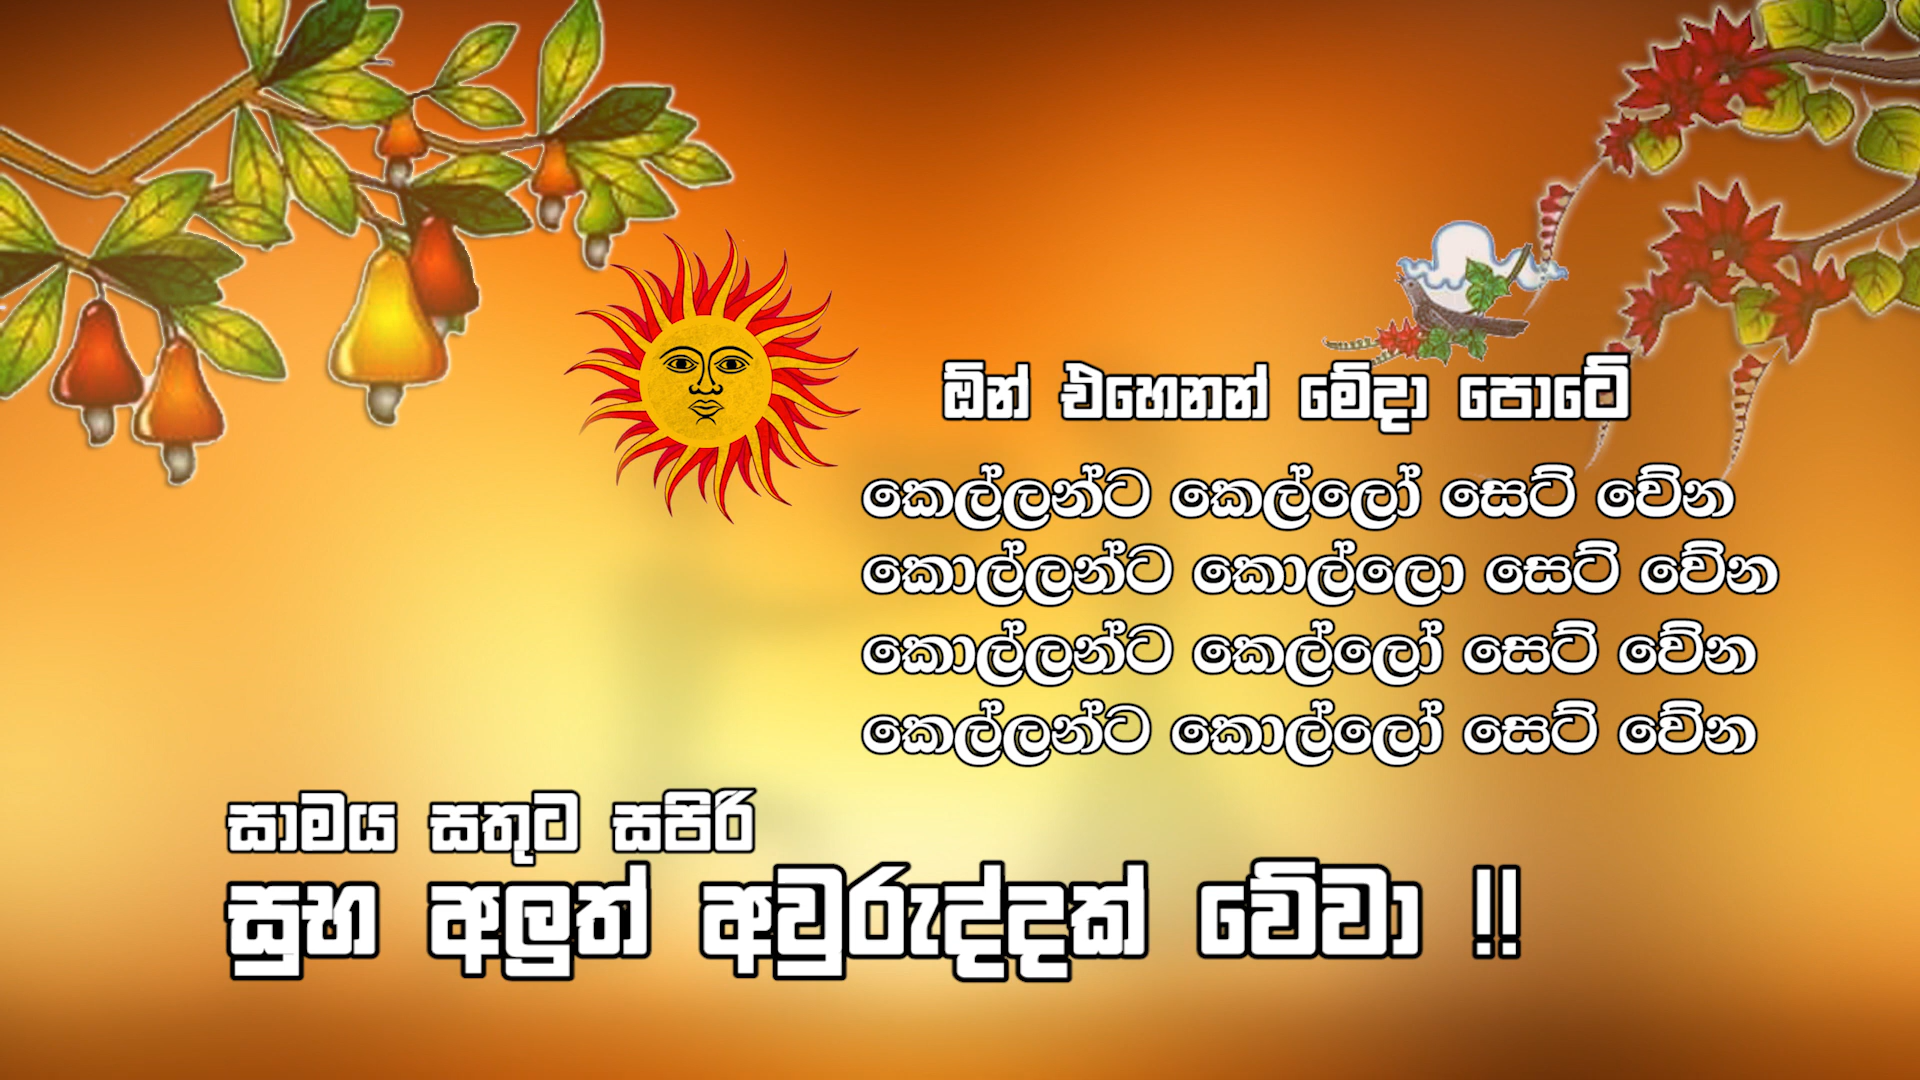 ඕන් එහෙනන් මේදා පොටේ
කෙල්ලන්ට කෙල්ලෝ සෙට් වේන
කොල්ලන්ට කොල්ලො සෙට් වේන
කොල්ලන්ට කෙල්ලෝ සෙට් වේන
කෙල්ලන්ට කොල්ලෝ සෙට් වේන
සාමය සතුට සපිරි
සුභ අලුත් අවුරුද්දක් වේවා !!